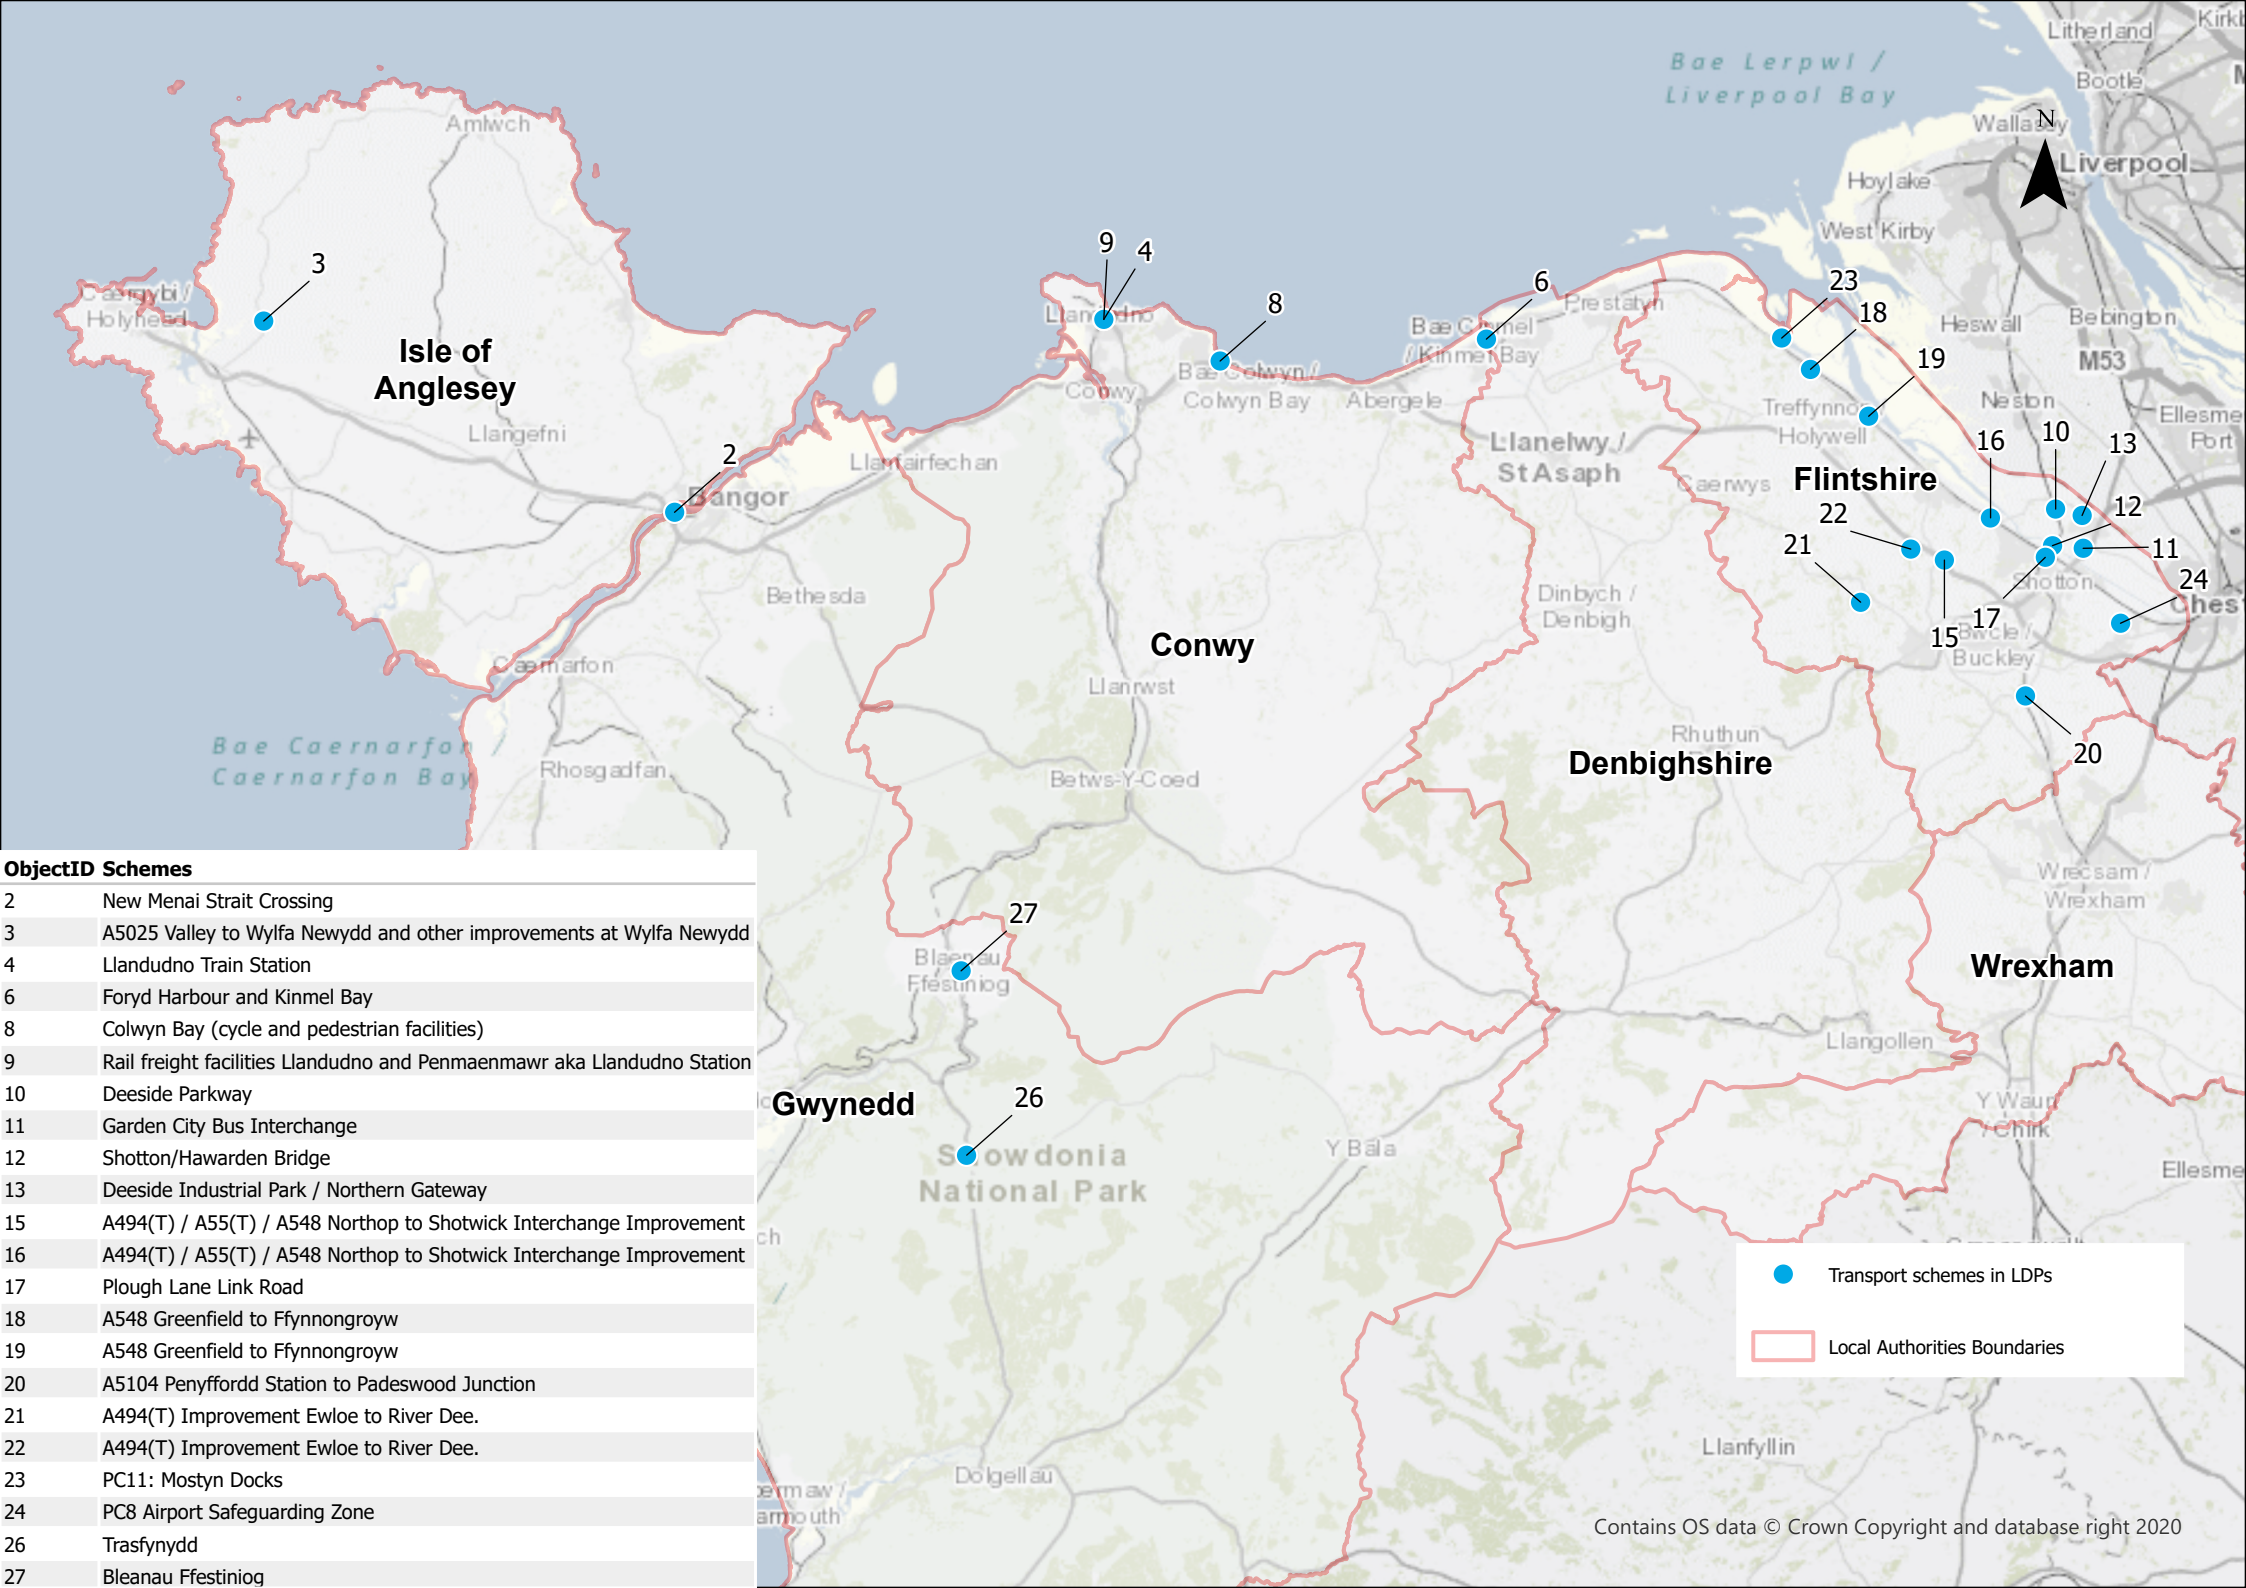 Kirkb
Litherland
Bae Lerpwl /
Liverpool Bay
Bootle
N
Wallasey
Amlwch
Liverpool
Hoylake
West Kirby
9
4
3
6
23
Caergybi /
Holyhead
8
18
Prestatyn
Llandudno
Bae Cinmel
/ Kinmel Bay
Heswall
Bebington
Isle of
Anglesey
19
M53
Bae Colwyn /
Colwyn Bay
Conwy
Abergele
Neston
Treffynnon
Holywell
Ellesme
Port
Llangefni
16
10
13
Llanelwy /
St Asaph
2
Llanfairfechan
Flintshire
Caerwys
Bangor
22
12
21
11
Shotton
24
Bethesda
Dinbych /
Denbigh
Chest
17
15
Bwcle /
Buckley
Conwy
Caernarfon
Llanrwst
Rhuthun
20
Bae Caernarfon /
Caernarfon Bay
Denbighshire
Rhosgadfan
Betws-Y-Coed
Wrecsam /
Wrexham
27
Blaenau
Ffestiniog
Wrexham
Llangollen
Gwynedd
26
Y Waun
/ Chirk
Snowdonia
National Park
Y Bala
Ellesme
ch
Llanfyllin
Dolgellau
ermaw /
armouth
ObjectID Schemes
2 New Menai Strait Crossing
3 A5025 Valley to Wylfa Newydd and other improvements at Wylfa Newydd
4 Llandudno Train Station
6 Foryd Harbour and Kinmel Bay
8 Colwyn Bay (cycle and pedestrian facilities)
9 Rail freight facilities Llandudno and Penmaenmawr aka Llandudno Station
10 Deeside Parkway
11 Garden City Bus Interchange
12 Shotton/Hawarden Bridge
13 Deeside Industrial Park / Northern Gateway
15 A494(T) / A55(T) / A548 Northop to Shotwick Interchange Improvement
16 A494(T) / A55(T) / A548 Northop to Shotwick Interchange Improvement
17 Plough Lane Link Road
18 A548 Greenfield to Ffynnongroyw
19 A548 Greenfield to Ffynnongroyw
20 A5104 Penyffordd Station to Padeswood Junction
21 A494(T) Improvement Ewloe to River Dee.
22 A494(T) Improvement Ewloe to River Dee.
23 PC11: Mostyn Docks
24 PC8 Airport Safeguarding Zone
26 Trasfynydd
27 Bleanau Ffestiniog
Transport schemes in LDPs
Local Authorities Boundaries
Contains OS data © Crown Copyright and database right 2020